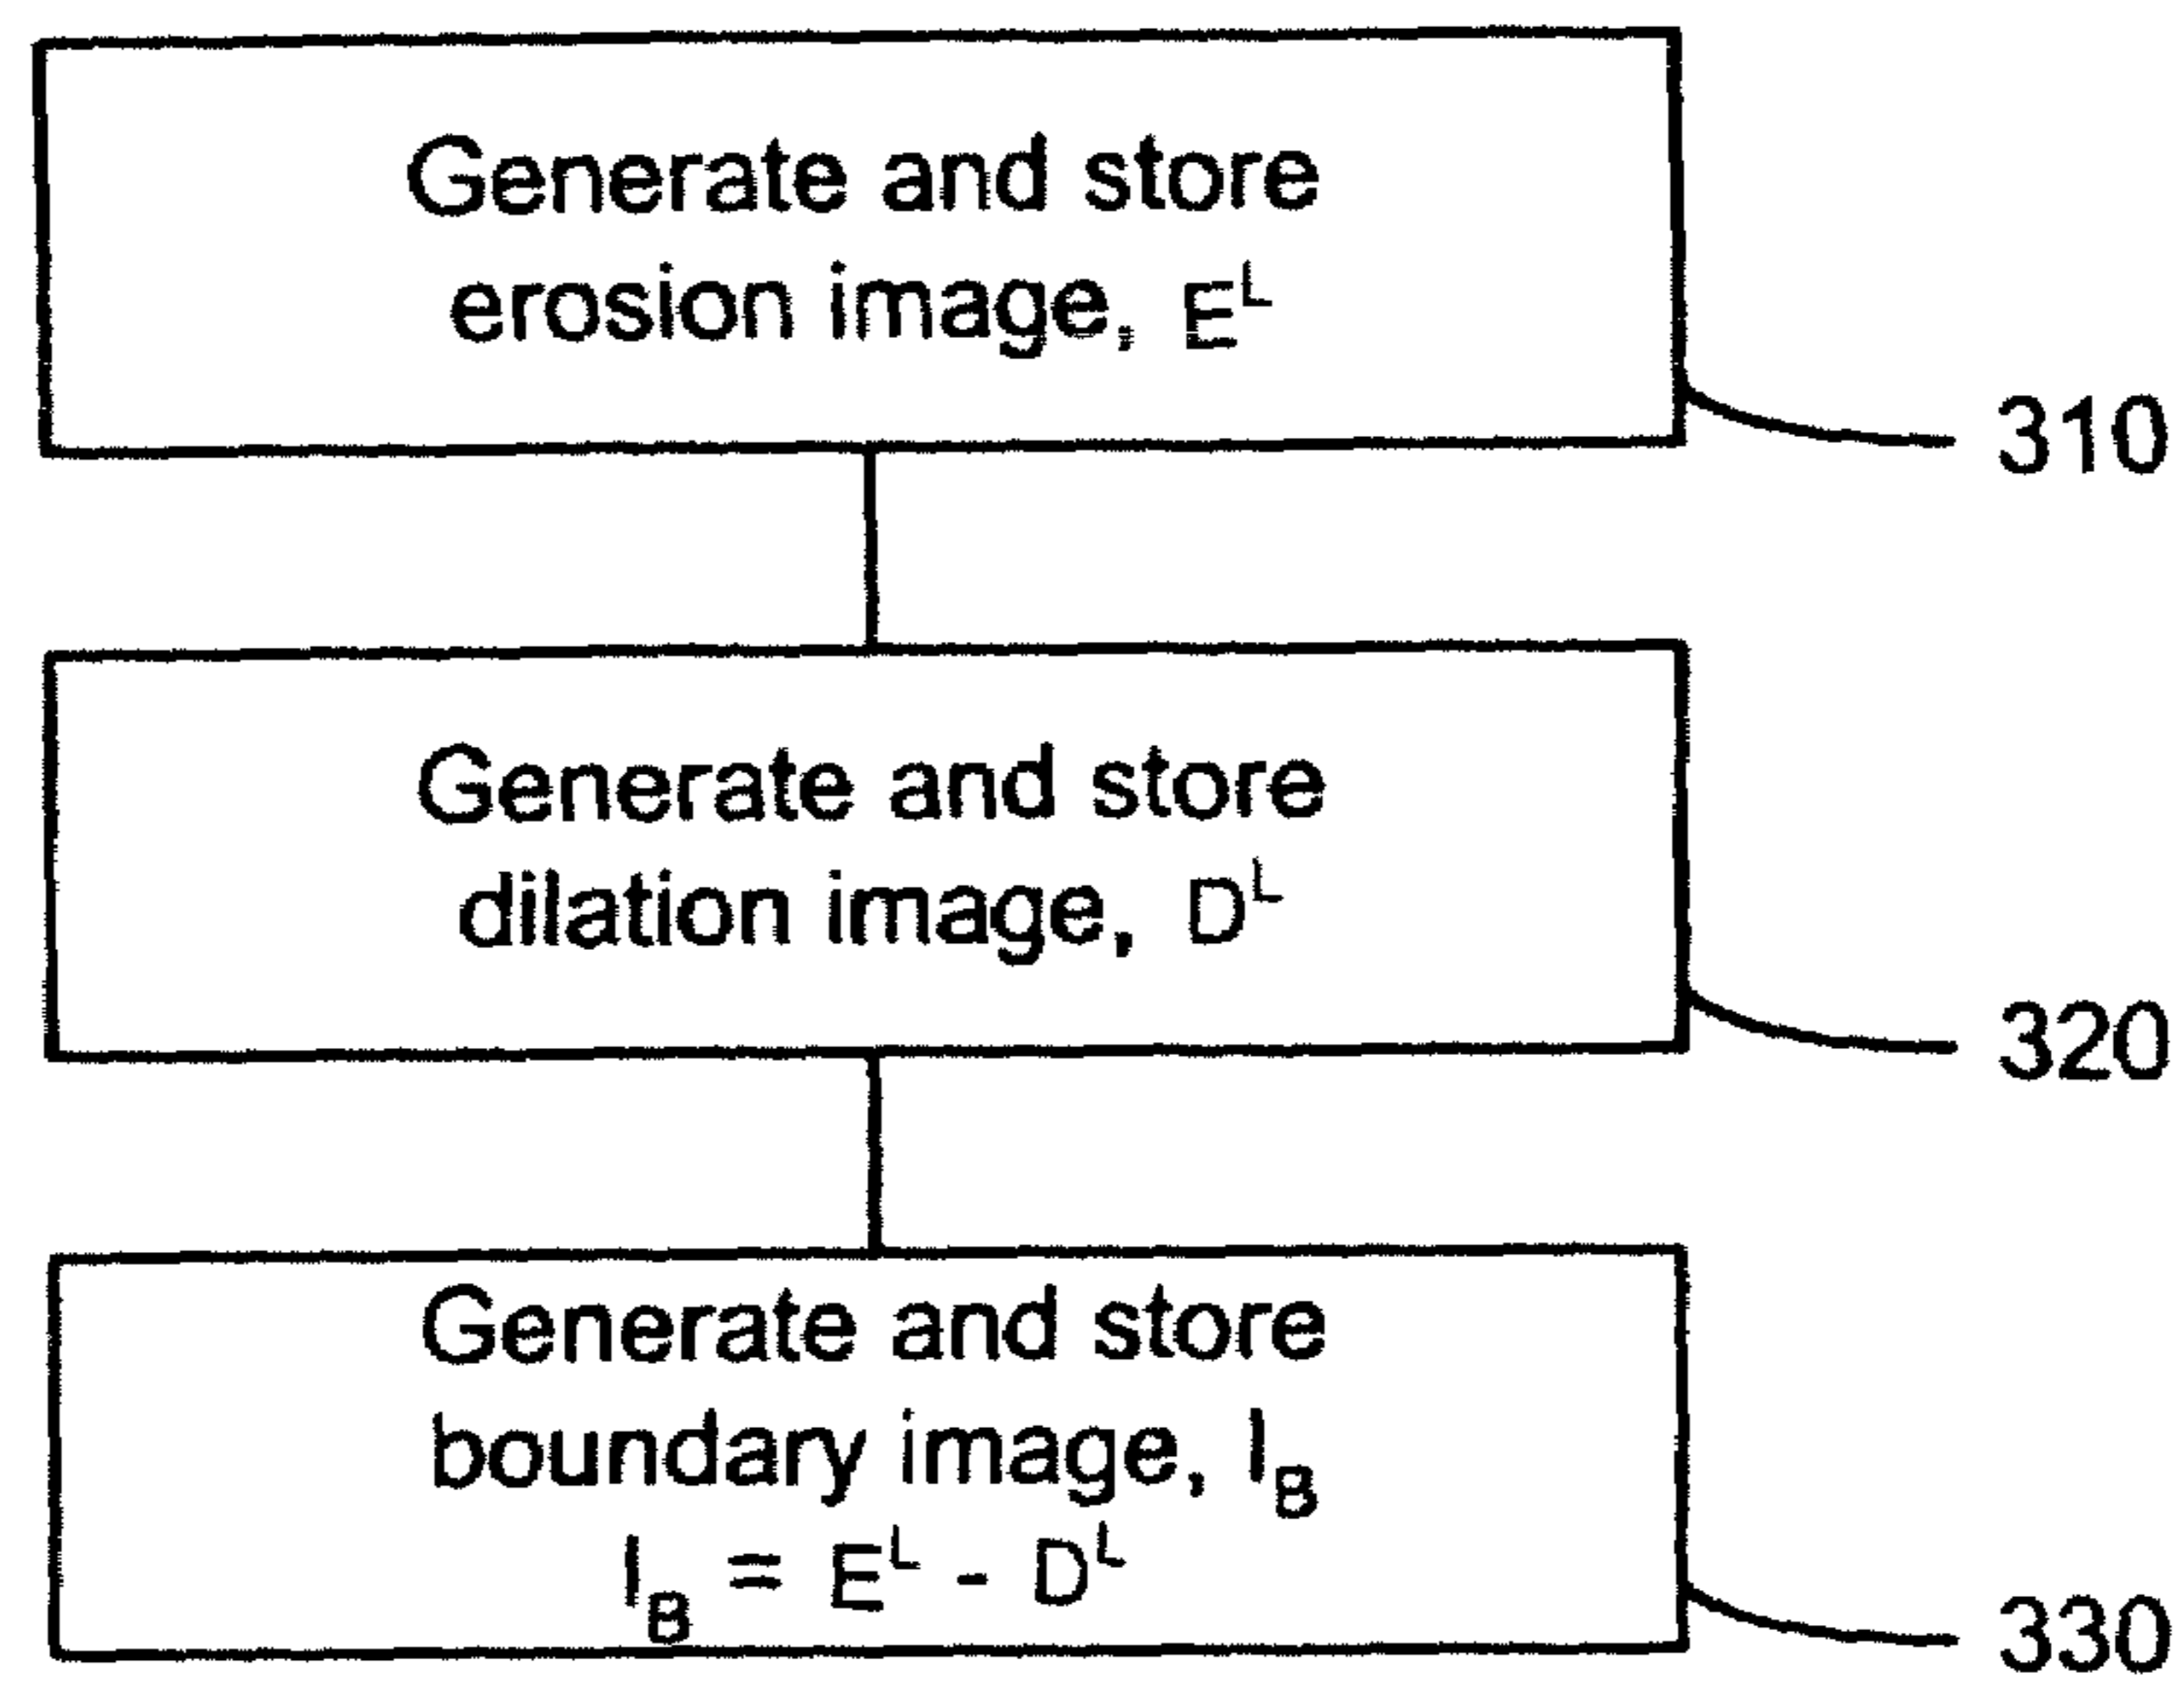 Generate and store
erosion image, E^L
310
Generate and store
dilation image, D^L
320
Generate and store
boundary image, I_B
I_B = E^L - D^L
330